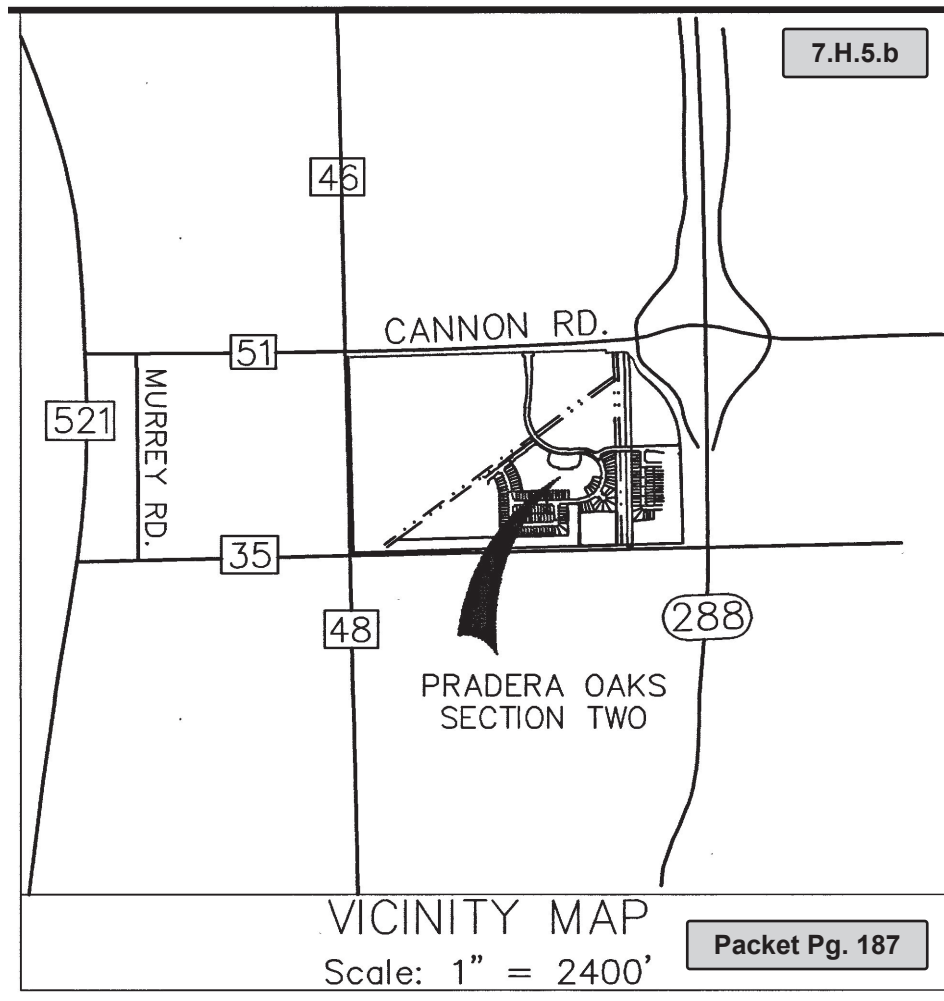 7.H.5.b
46
CANNON RD.
51
521
MURREY RD.
35
288
48
PRADERA OAKS
SECTION TWO
VICINITY MAP
Scale: 1" = 2400'
Packet Pg. 187